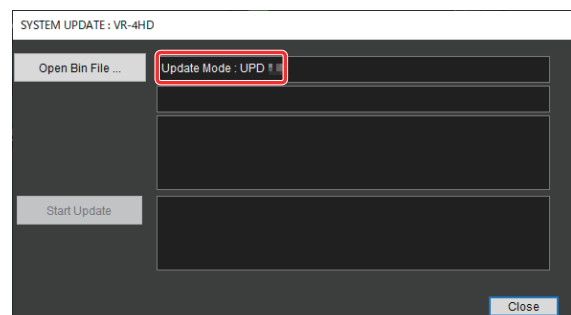 SYSTEM UPDATE : VR-4HD
Open Bin File ...
Update Mode : UPD
Start Update
Close